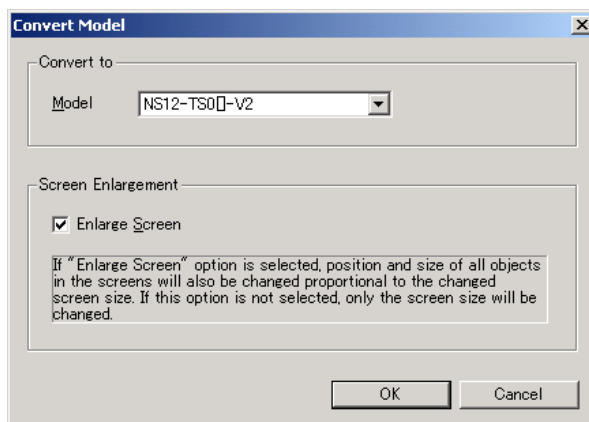 Convert Model
Convert to
Model
NS12-TS0[]-V2
Screen Enlargement
Enlarge Screen
If "Enlarge Screen" option is selected, position and size of all objects
in the screens will also be changed proportional to the changed
screen size. If this option is not selected, only the screen size will be
changed.
OK
Cancel